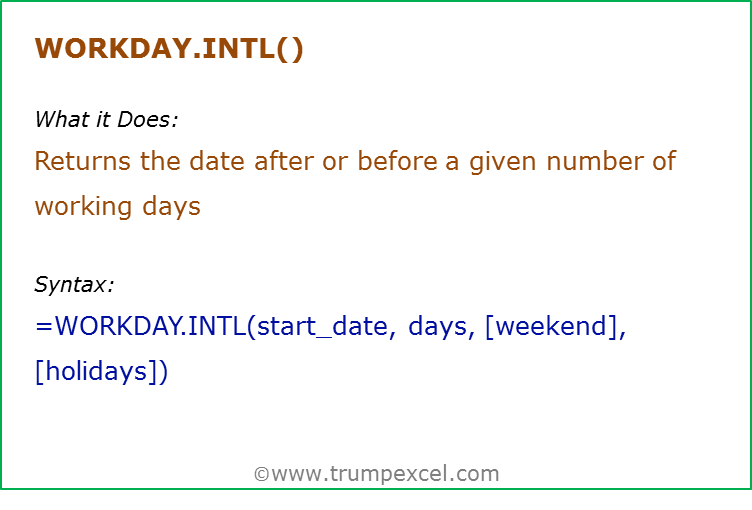 WORKDAY.INTL()
What it Does:
Returns the date after or before a given number of
working days
Syntax:
=WORKDAY.INTL(start_date, days, [weekend],
[holidays])
©www.trumpexcel.com